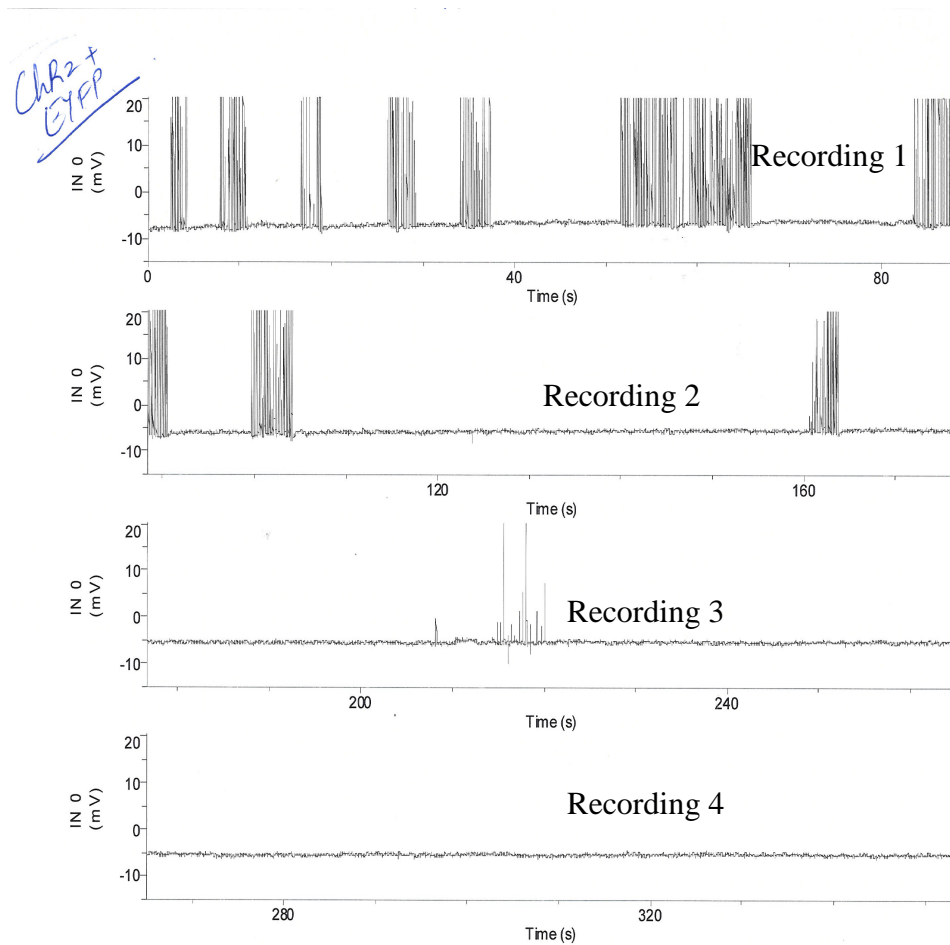 ChR2 +
EYFP
20
10
0
-10
IN 0
(mV)
Recording 1
0
40
80
Time (s)
20
10
0
-10
IN 0
(mV)
Recording 2
120
160
Time (s)
20
10
0
-10
IN 0
(mV)
Recording 3
200
240
Time (s)
20
10
0
-10
IN 0
(mV)
Recording 4
280
320
Time (s)